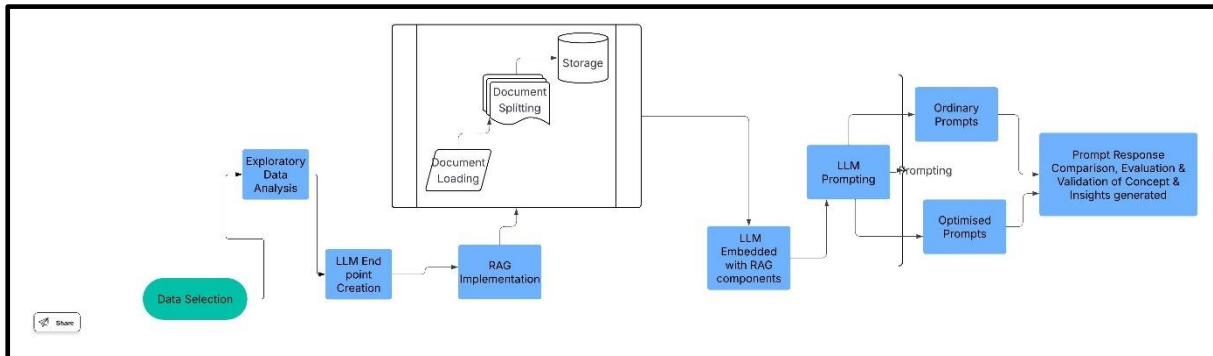 Data Selection
Exploratory
Data
Analysis
LLM End
point
Creation
RAG
Implementation
Document
Loading
Document
Splitting
Storage
LLM
Embedded
with RAG
components
LLM
Prompting
Prompting
Ordinary
Prompts
Optimised
Prompts
Prompt Response
Comparison, Evaluation &
Validation of Concept &
Insights generated
Share